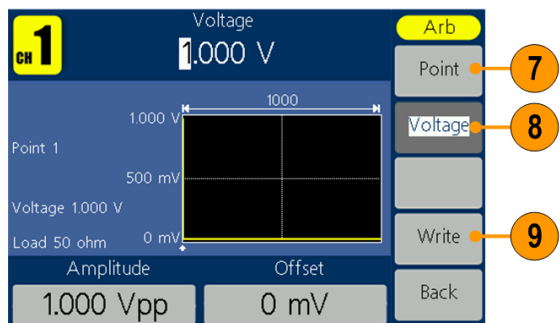 CH 1
Voltage
1.000 V
Arb
Point
7
Voltage
8
Write
9
Back
1000
1.000 V
Point 1
500 mV
Voltage 1.000 V
Load 50 ohm
0 mV
Amplitude
Offset
1.000 Vpp
0 mV